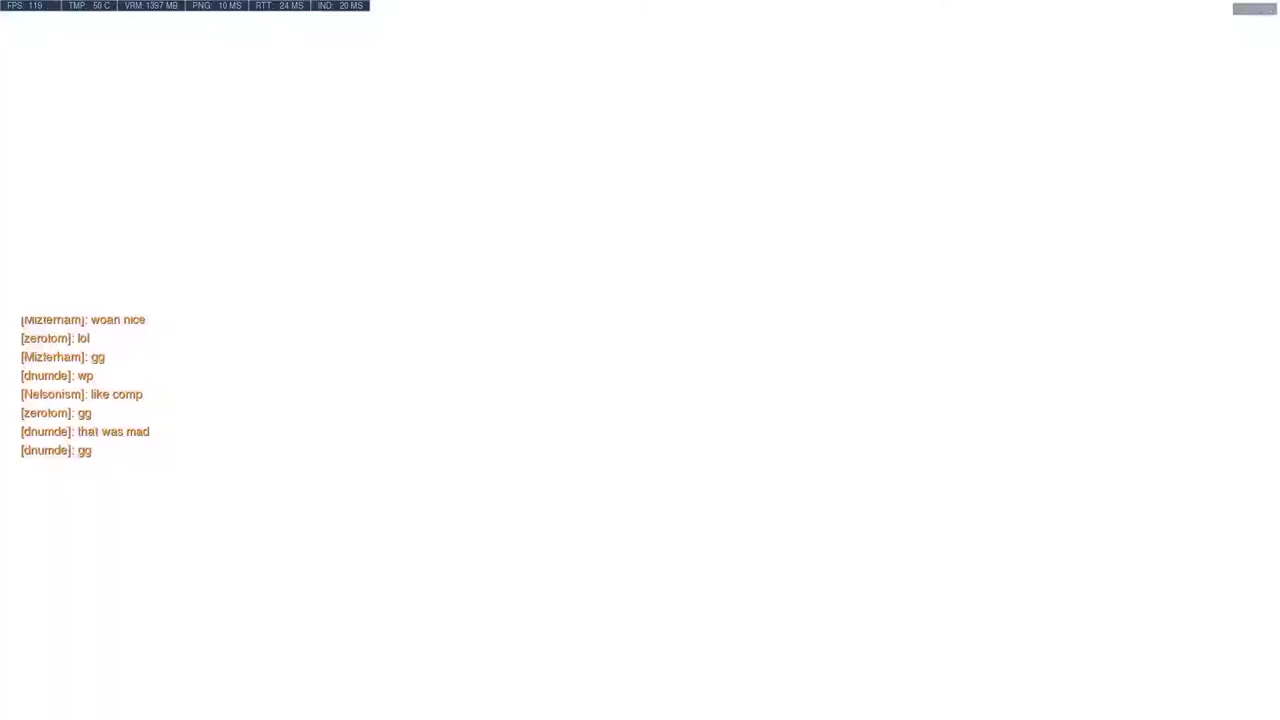 FPS: 119 TMP: 50 C VRM: 1397 MB PNG: 10 MS RTT: 24 MS IND: 20 MS
[Mizterham]: woah nice
[zerotom]: lol
[Mizterham]: gg
[dnumde]: wp
[Nelsonism]: like comp
[zerotom]: gg
[dnumde]: that was mad
[dnumde]: gg